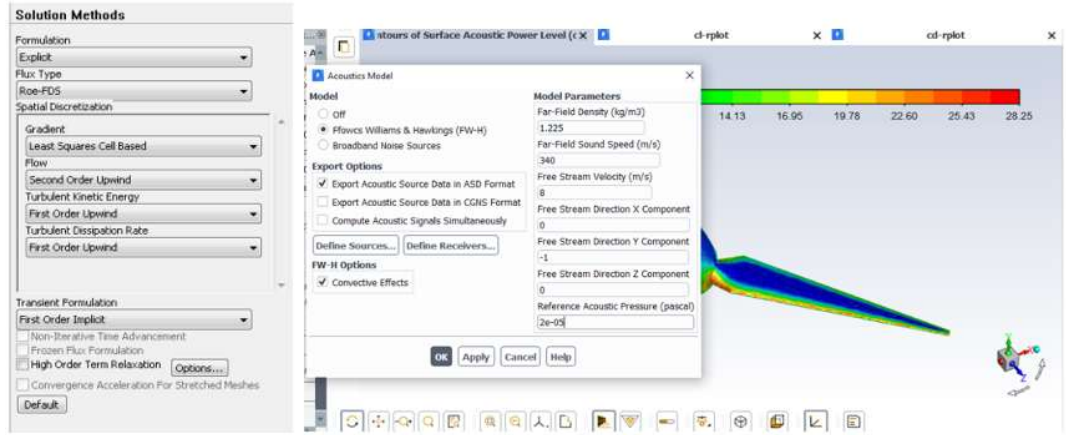 Solution Methods
Formulation
Explicit
Flux Type
Roe-FDS
Spatial Discretization
Gradient
Least Squares Cell Based
Flow
Second Order Upwind
Turbulent Kinetic Energy
First Order Upwind
Turbulent Dissipation Rate
First Order Upwind
Transient Formulation
First Order Implicit
Non-Iterative Time Advancement
Frozen Flux Formulation
High Order Term Relaxation Options...
Convergence Acceleration For Stretched Meshes
Default
ntours of Surface Acoustic Power Level (c cl-rplot cd-rplot
Acoustics Model
Model
Off
Ffowcs Williams & Hawkings (FW-H)
Broadband Noise Sources
Export Options
Export Acoustic Source Data in ASD Format
Export Acoustic Source Data in CGNS Format
Compute Acoustic Signals Simultaneously
Define Sources... Define Receivers...
FW-H Options
Convective Effects
Model Parameters
Far-Field Density (kg/m3)
1.225
Far-Field Sound Speed (m/s)
340
Free Stream Velocity (m/s)
8
Free Stream Direction X Component
0
Free Stream Direction Y Component
-1
Free Stream Direction Z Component
0
Reference Acoustic Pressure (pascal)
2e-05
OK Apply Cancel Help
14.13 16.95 19.78 22.60 25.43 28.25
Y
X
Z